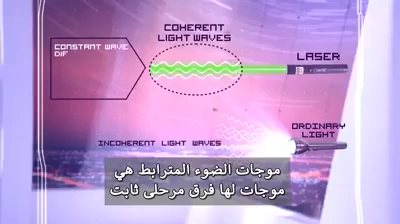 COHERENT
LIGHT WAVES
CONSTANT WAVE
DIF
LASER
ORDINARY
LIGHT
INCOHERENT LIGHT WAVES
موجات الضوء المترابط هي
موجات لها فرق مرحلى ثابت